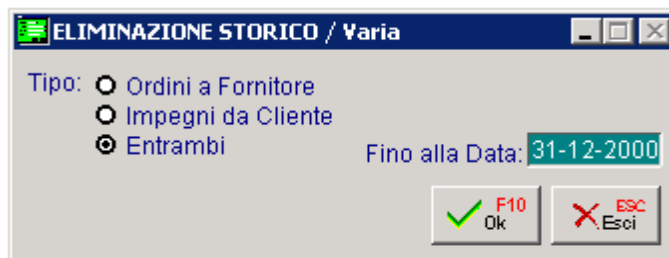 ELIMINAZIONE STORICO / Varia
Tipo: Ordini a Fornitore
Impegni da Cliente
Entrambi
Fino alla Data: 31-12-2000
F10 Ok
ESC Esci